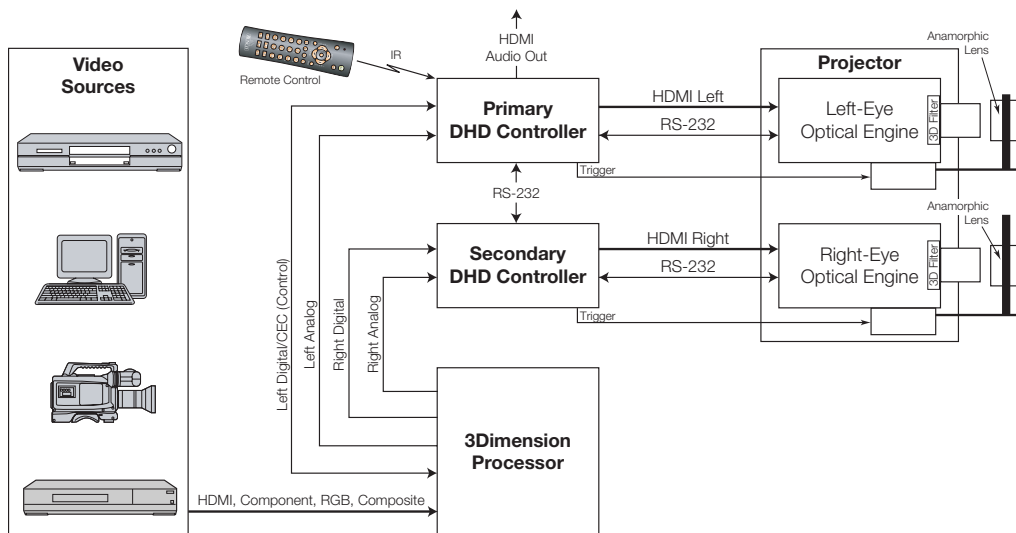 Video
Sources
Remote Control
IR
HDMI
Audio Out
Primary
DHD Controller
HDMI Left
RS-232
Trigger
Projector
Left-Eye
Optical Engine
3D Filter
Anamorphic
Lens
RS-232
Secondary
DHD Controller
HDMI Right
RS-232
Trigger
Right-Eye
Optical Engine
3D Filter
Anamorphic
Lens
Left Digital/CEC (Control)
Left Analog
Right Digital
Right Analog
3Dimension
Processor
HDMI, Component, RGB, Composite